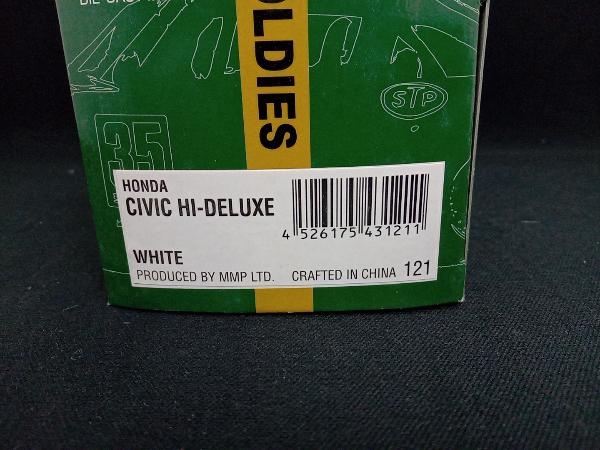 OLDIES
STP
35
HONDA
CIVIC HI-DELUXE
4 526175 431211
WHITE
PRODUCED BY MMP LTD. CRAFTED IN CHINA 121